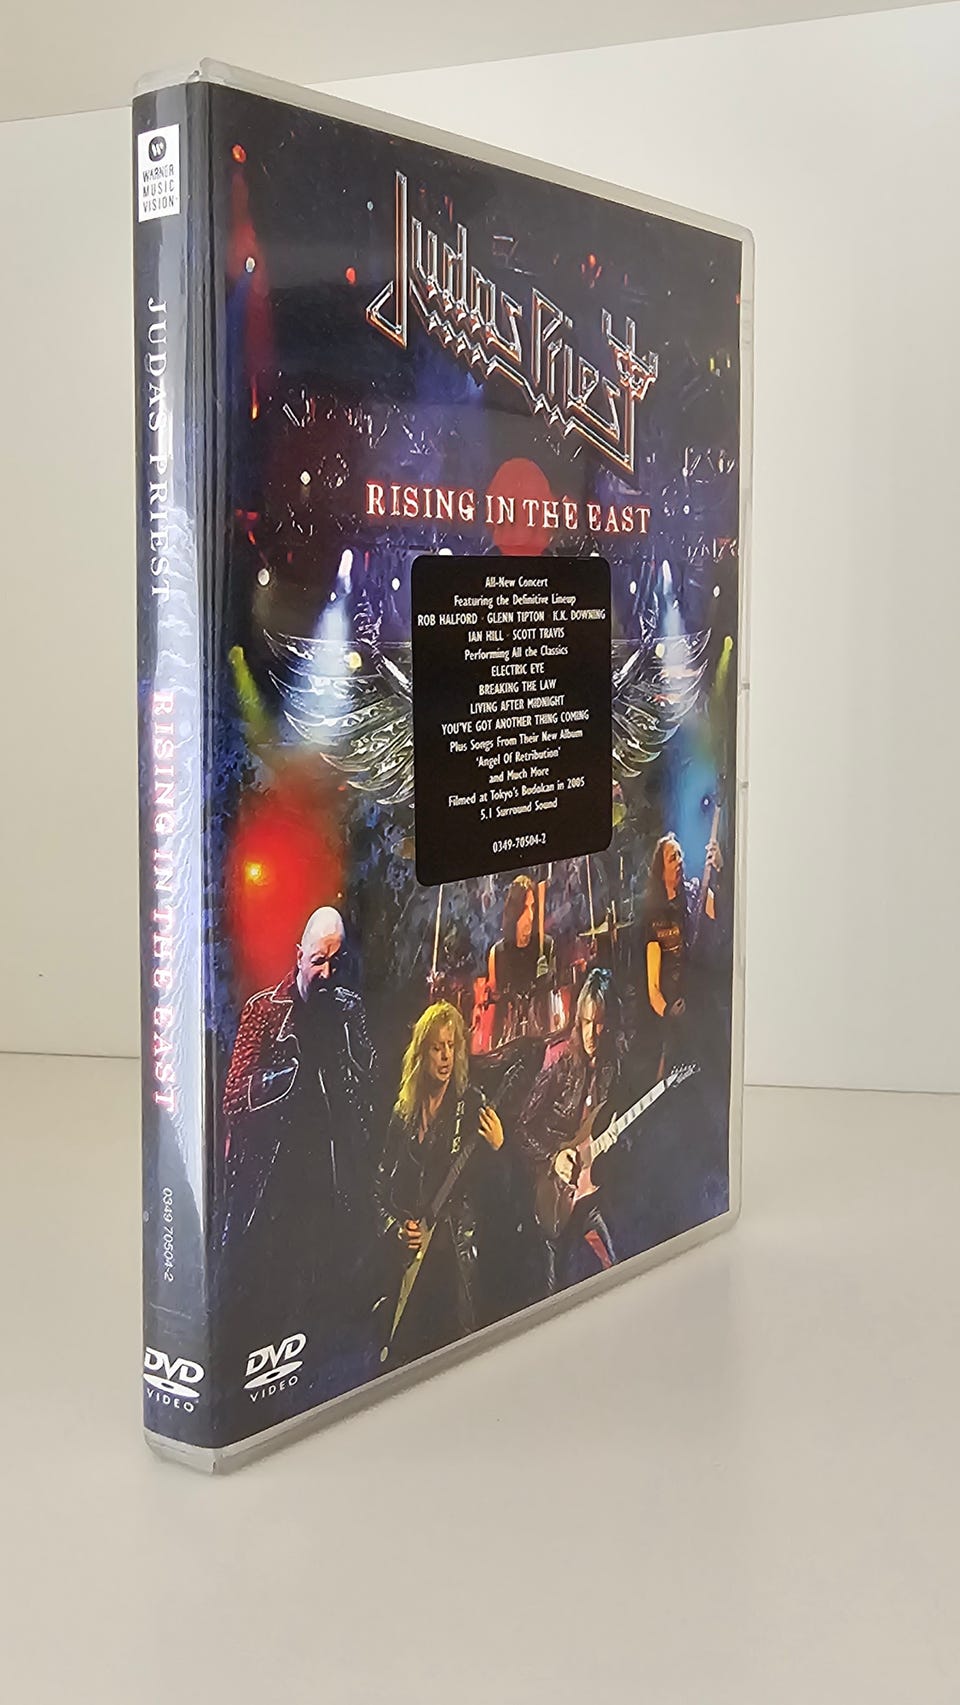 WARNER
MUSIC
VISION
JUDAS PRIEST RISING IN THE EAST
0349 70504-2
DVD
VIDEO
Judas Priest
RISING IN THE EAST
All-New Concert
Featuring the Definitive Lineup
ROB HALFORD · GLENN TIPTON · K.K. DOWNING
IAN HILL · SCOTT TRAVIS
Performing All the Classics
ELECTRIC EYE
BREAKING THE LAW
LIVING AFTER MIDNIGHT
YOU'VE GOT ANOTHER THING COMING
Plus Songs From Their New Album
'Angel Of Retribution'
and Much More
Filmed at Tokyo's Budokan in 2005
5.1 Surround Sound
0349-70504-2
DVD
VIDEO